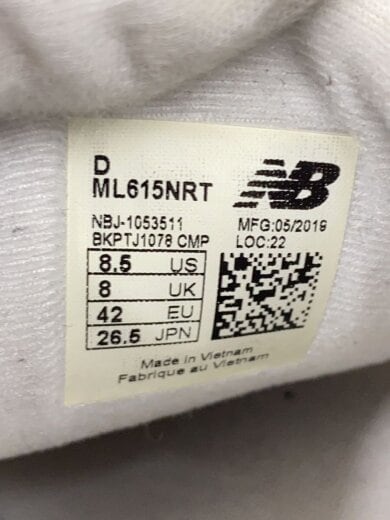 D
ML615NRT
NB
NBJ-1053511
MFG:05/2019
BKPTJ1078 CMP
LOC:22
8.5 US
8 UK
42 EU
26.5 JPN
Made in Vietnam
Fabrique au Vietnam